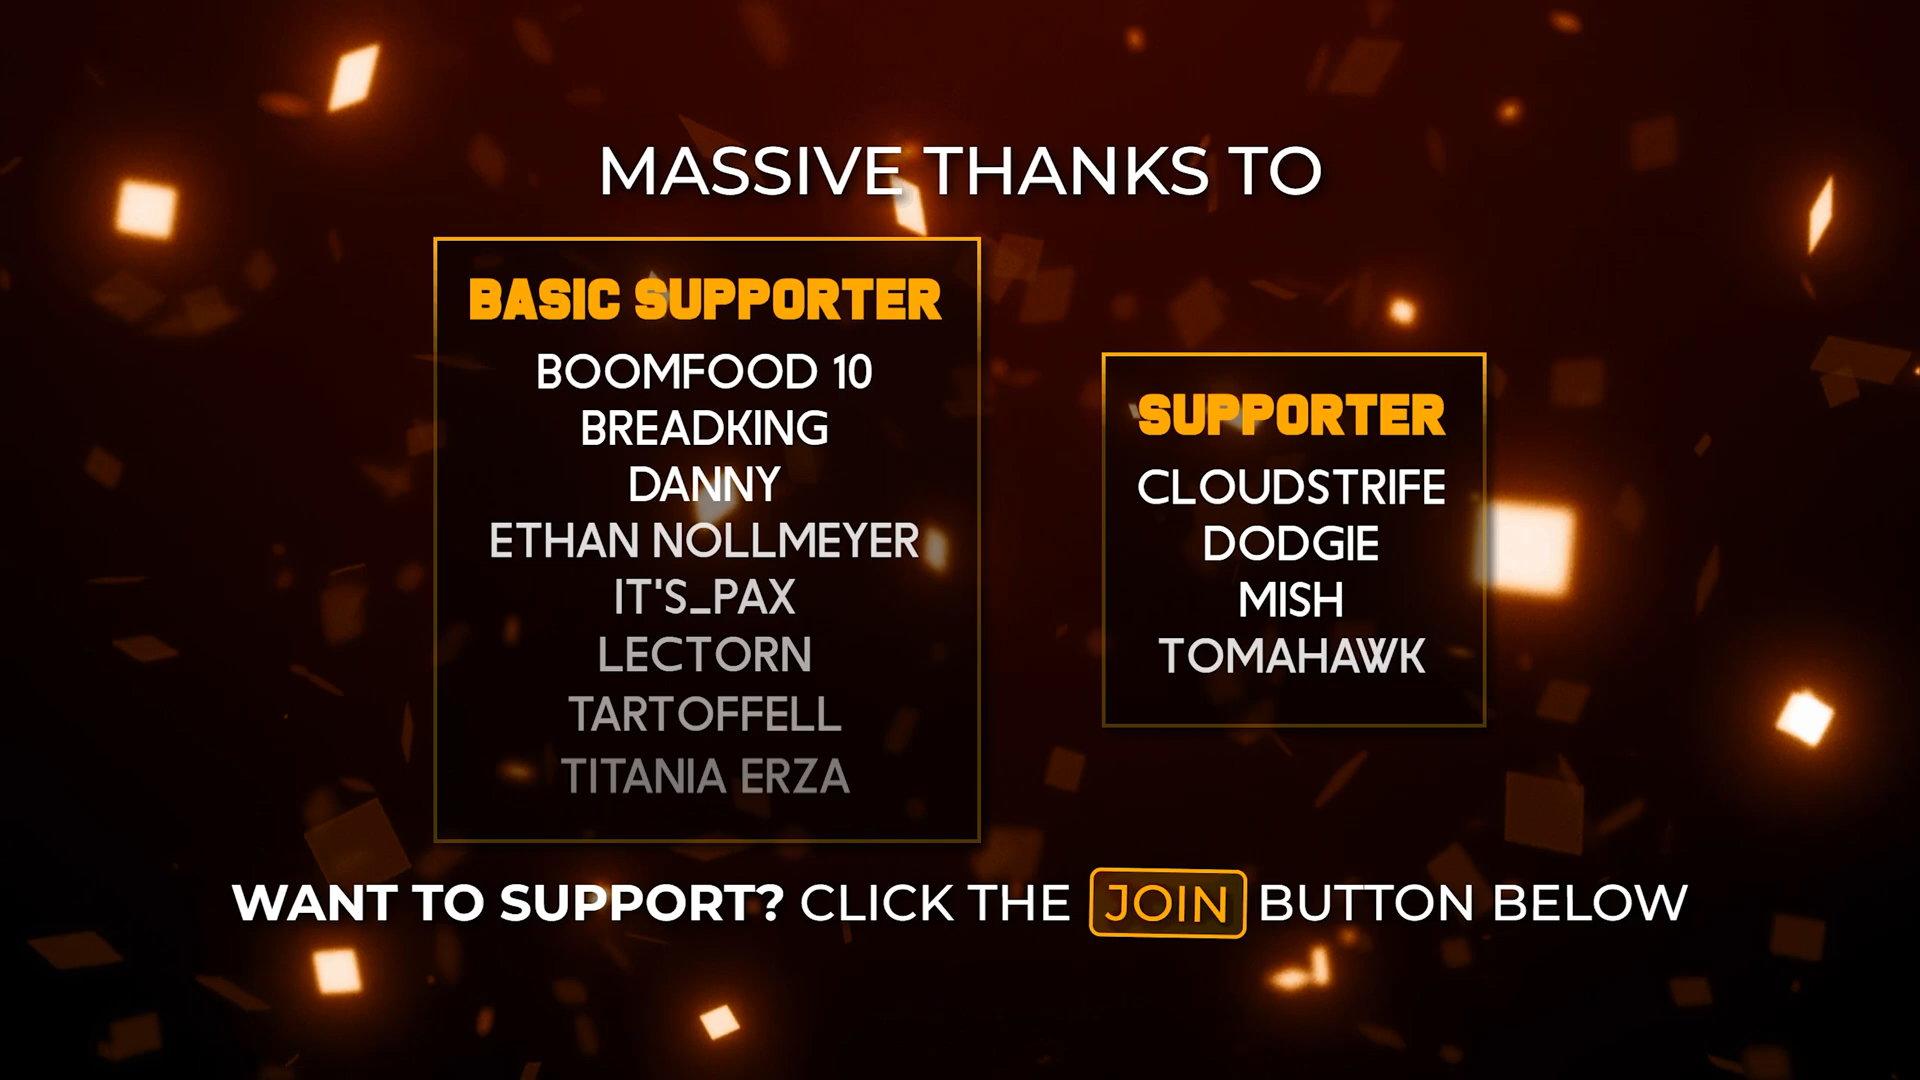 MASSIVE THANKS TO
BASIC SUPPORTER
BOOMFOOD 10
BREADKING
DANNY
ETHAN NOLLMEYER
IT'S_PAX
LECTORN
TARTOFFELL
TITANIA ERZA
SUPPORTER
CLOUDSTRIFE
DODGIE
MISH
TOMAHAWK
WANT TO SUPPORT? CLICK THE JOIN BUTTON BELOW